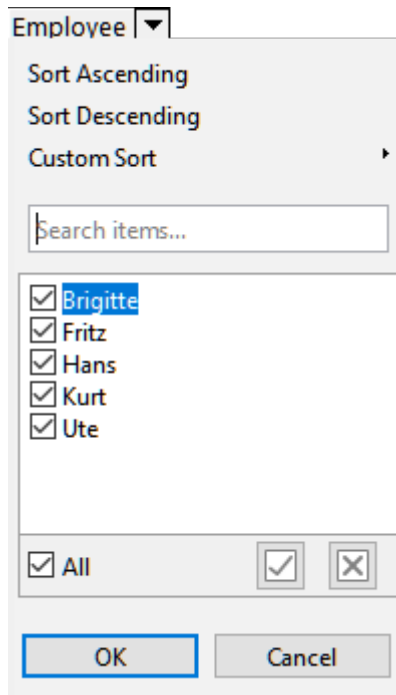 Employee
Sort Ascending
Sort Descending
Custom Sort
Search items...
Brigitte
Fritz
Hans
Kurt
Ute
All
OK Cancel